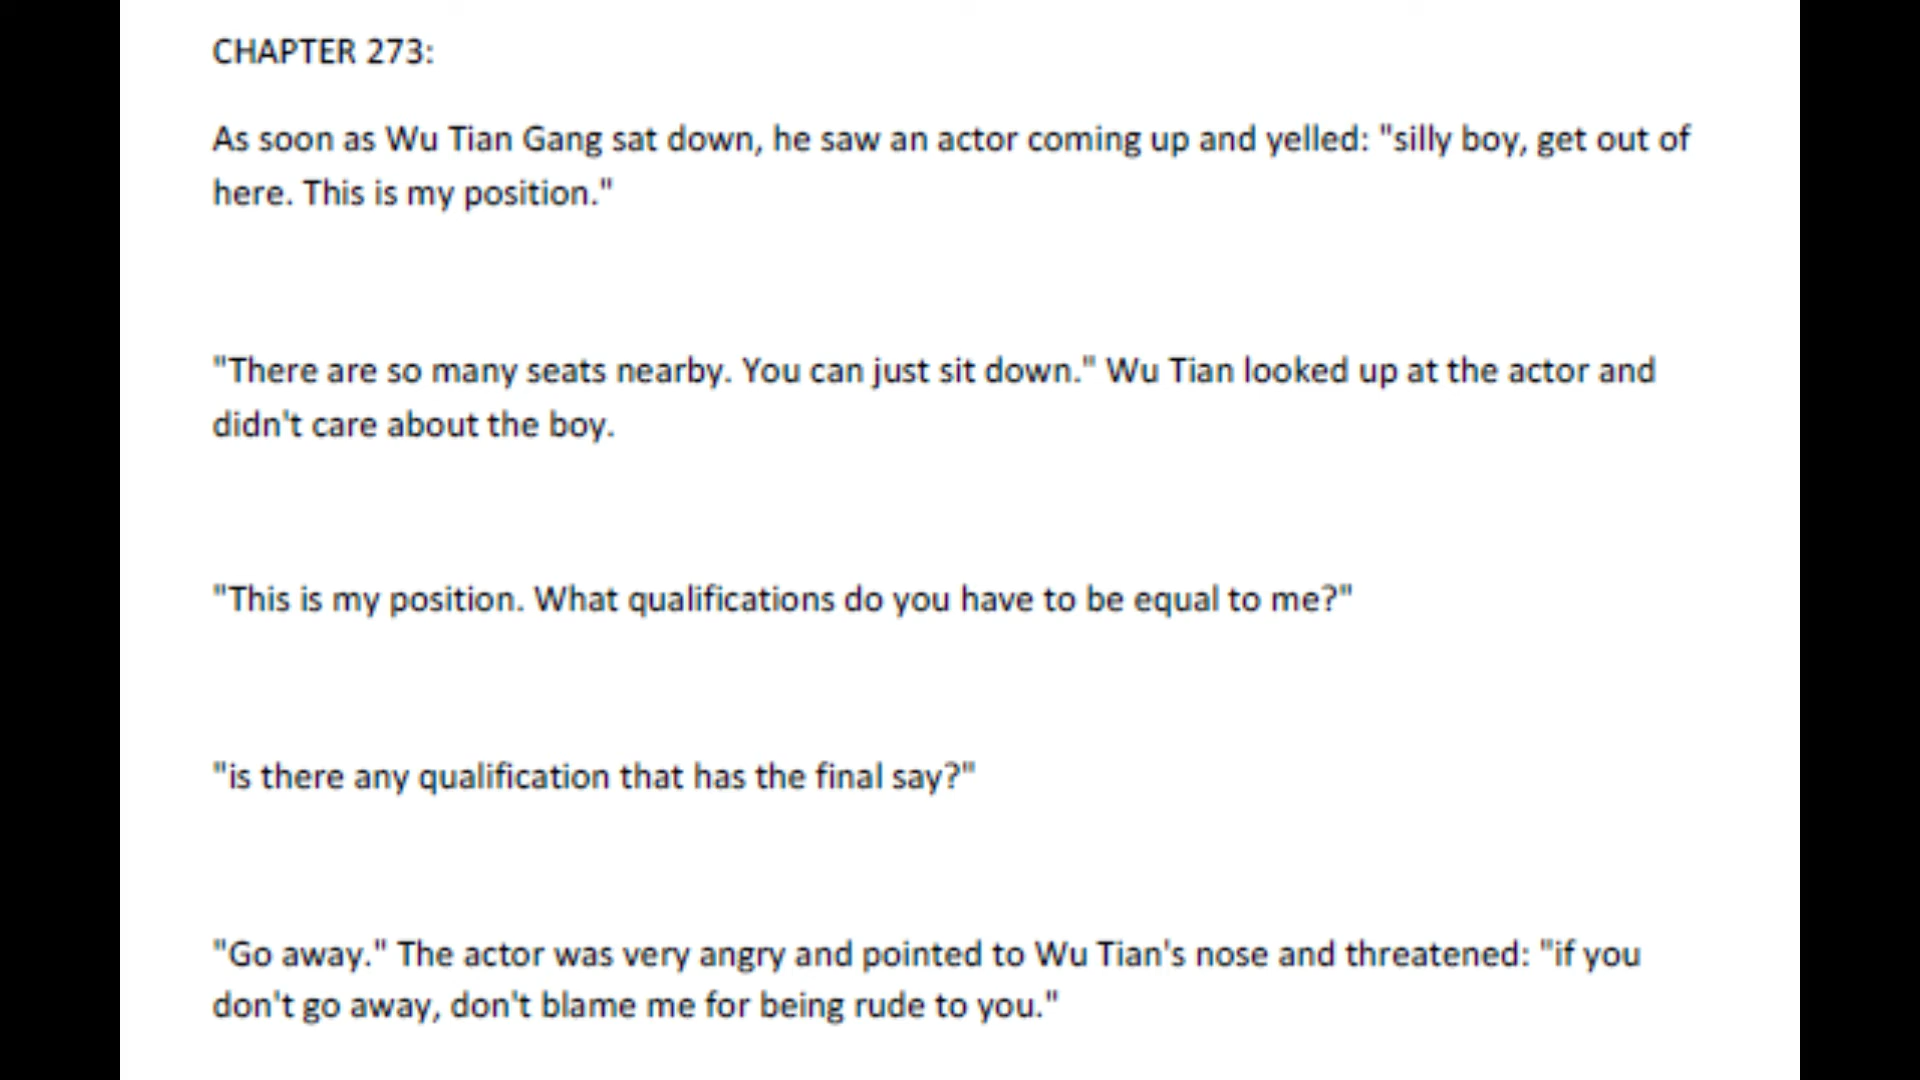 CHAPTER 273:
As soon as Wu Tian Gang sat down, he saw an actor coming up and yelled: "silly boy, get out of
here. This is my position."
"There are so many seats nearby. You can just sit down." Wu Tian looked up at the actor and
didn't care about the boy.
"This is my position. What qualifications do you have to be equal to me?"
"is there any qualification that has the final say?"
"Go away." The actor was very angry and pointed to Wu Tian's nose and threatened: "if you
don't go away, don't blame me for being rude to you."